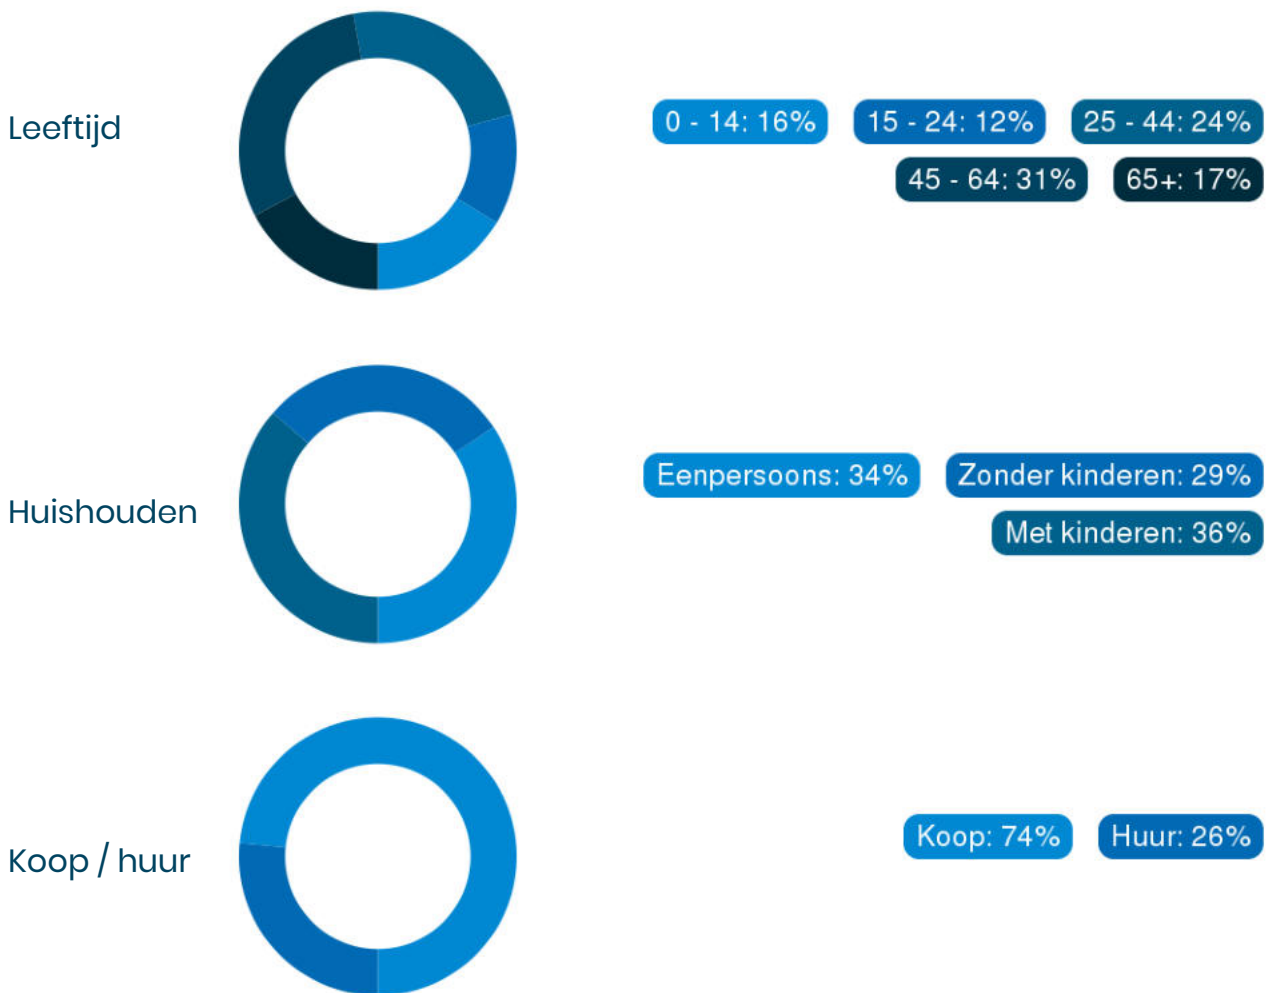 Leeftijd
0 - 14: 16% 15 - 24: 12% 25 - 44: 24%
45 - 64: 31% 65+: 17%
Huishouden
Eenpersoons: 34% Zonder kinderen: 29%
Met kinderen: 36%
Koop / huur
Koop: 74% Huur: 26%